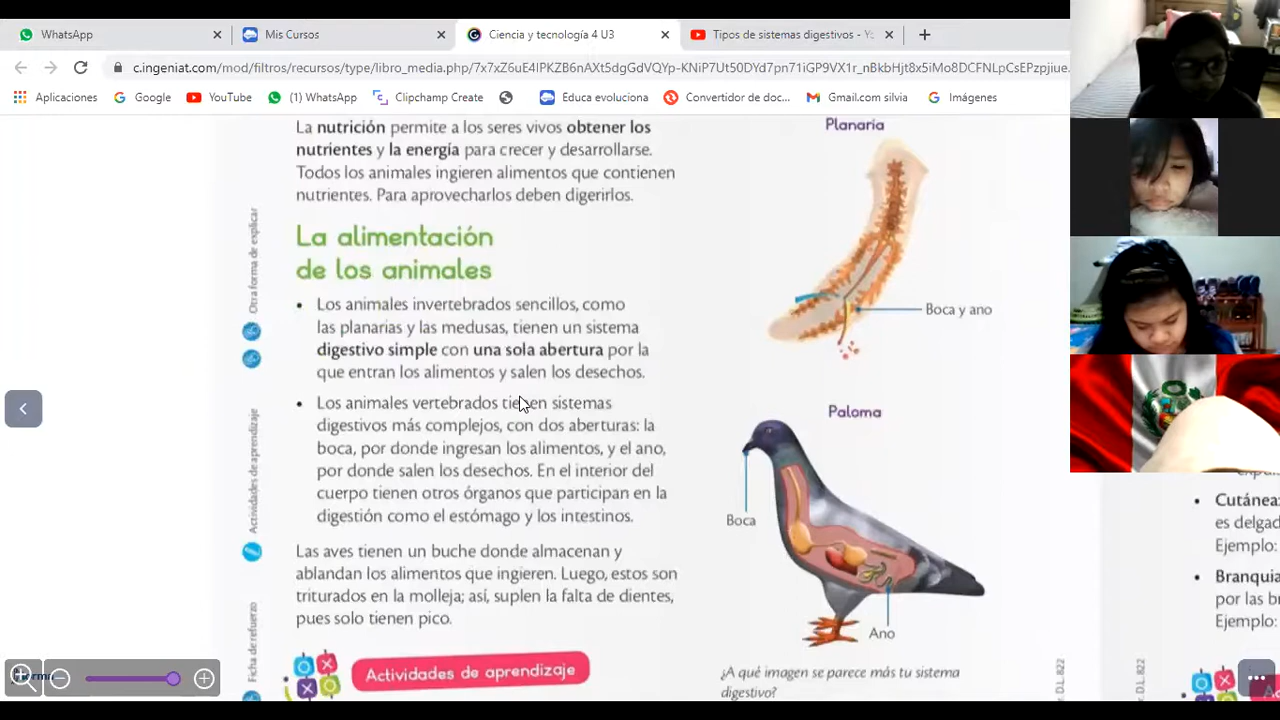 WhatsApp
Mis Cursos
Ciencia y tecnología 4 U3
Tipos de sistemas digestivos - Yo
c.ingeniat.com/mod/filtros/recursos/type/libro_media.php/
Aplicaciones
Google
YouTube
(1) WhatsApp
Clipchamp Create
Educa evoluciona
Convertidor de doc...
Gmail.com silvia
Imágenes
La nutrición permite a los seres vivos obtener los
nutrientes y la energía para crecer y desarrollarse.
Todos los animales ingieren alimentos que contienen
nutrientes. Para aprovecharlos deben digerirlos.
La alimentación
de los animales
• Los animales invertebrados sencillos, como
las planarias y las medusas, tienen un sistema
digestivo simple con una sola abertura por la
que entran los alimentos y salen los desechos.
• Los animales vertebrados tienen sistemas
digestivos más complejos, con dos aberturas: la
boca, por donde ingresan los alimentos, y el ano,
por donde salen los desechos. En el interior del
cuerpo tienen otros órganos que participan en la
digestión como el estómago y los intestinos.
Las aves tienen un buche donde almacenan y
ablandan los alimentos que ingieren. Luego, estos son
triturados en la molleja; así, suplen la falta de dientes,
pues solo tienen pico.
Actividades de aprendizaje
Otra forma de explicar
Actividades de aprendizaje
Ficha de refuerzo
Planaria
Boca y ano
Paloma
Boca
Ano
¿A qué imagen se parece más tu sistema
digestivo?
D.L. 822
D.L. 822
• Cutánea:
es delgad
Ejemplo:
• Branquia
por las br
Ejemplo: